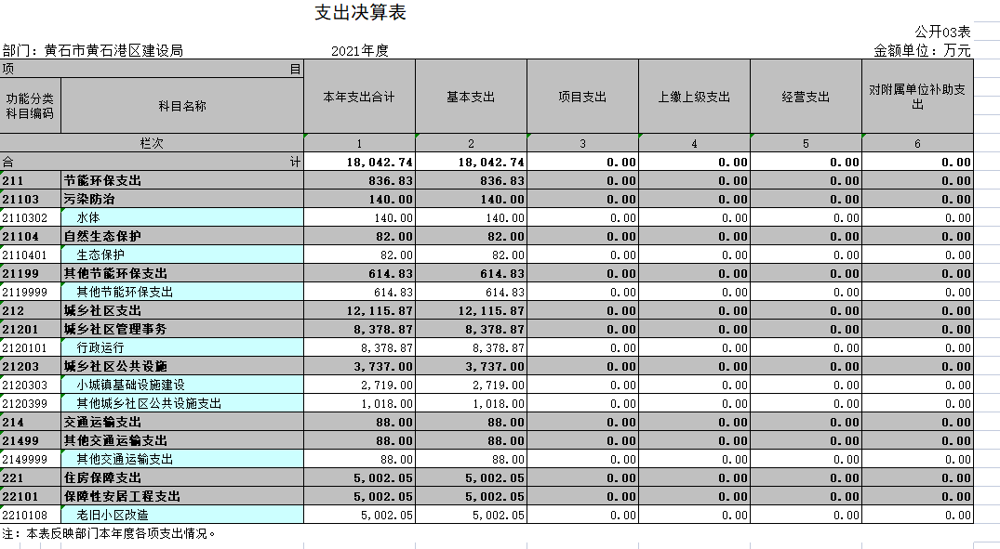 支出决算表
公开03表
部门：黄石市黄石港区建设局 2021年度 金额单位：万元
项 目 本年支出合计 基本支出 项目支出 上缴上级支出 经营支出 对附属单位补助支出
功能分类科目编码 科目名称
栏次 1 2 3 4 5 6
合 计 18,042.74 18,042.74 0.00 0.00 0.00 0.00
211 节能环保支出 836.83 836.83 0.00 0.00 0.00 0.00
21103 污染防治 140.00 140.00 0.00 0.00 0.00 0.00
2110302 水体 140.00 140.00 0.00 0.00 0.00 0.00
21104 自然生态保护 82.00 82.00 0.00 0.00 0.00 0.00
2110401 生态保护 82.00 82.00 0.00 0.00 0.00 0.00
21199 其他节能环保支出 614.83 614.83 0.00 0.00 0.00 0.00
2119999 其他节能环保支出 614.83 614.83 0.00 0.00 0.00 0.00
212 城乡社区支出 12,115.87 12,115.87 0.00 0.00 0.00 0.00
21201 城乡社区管理事务 8,378.87 8,378.87 0.00 0.00 0.00 0.00
2120101 行政运行 8,378.87 8,378.87 0.00 0.00 0.00 0.00
21203 城乡社区公共设施 3,737.00 3,737.00 0.00 0.00 0.00 0.00
2120303 小城镇基础设施建设 2,719.00 2,719.00 0.00 0.00 0.00 0.00
2120399 其他城乡社区公共设施支出 1,018.00 1,018.00 0.00 0.00 0.00 0.00
214 交通运输支出 88.00 88.00 0.00 0.00 0.00 0.00
21499 其他交通运输支出 88.00 88.00 0.00 0.00 0.00 0.00
2149999 其他交通运输支出 88.00 88.00 0.00 0.00 0.00 0.00
221 住房保障支出 5,002.05 5,002.05 0.00 0.00 0.00 0.00
22101 保障性安居工程支出 5,002.05 5,002.05 0.00 0.00 0.00 0.00
2210108 老旧小区改造 5,002.05 5,002.05 0.00 0.00 0.00 0.00
注：本表反映部门本年度各项支出情况。